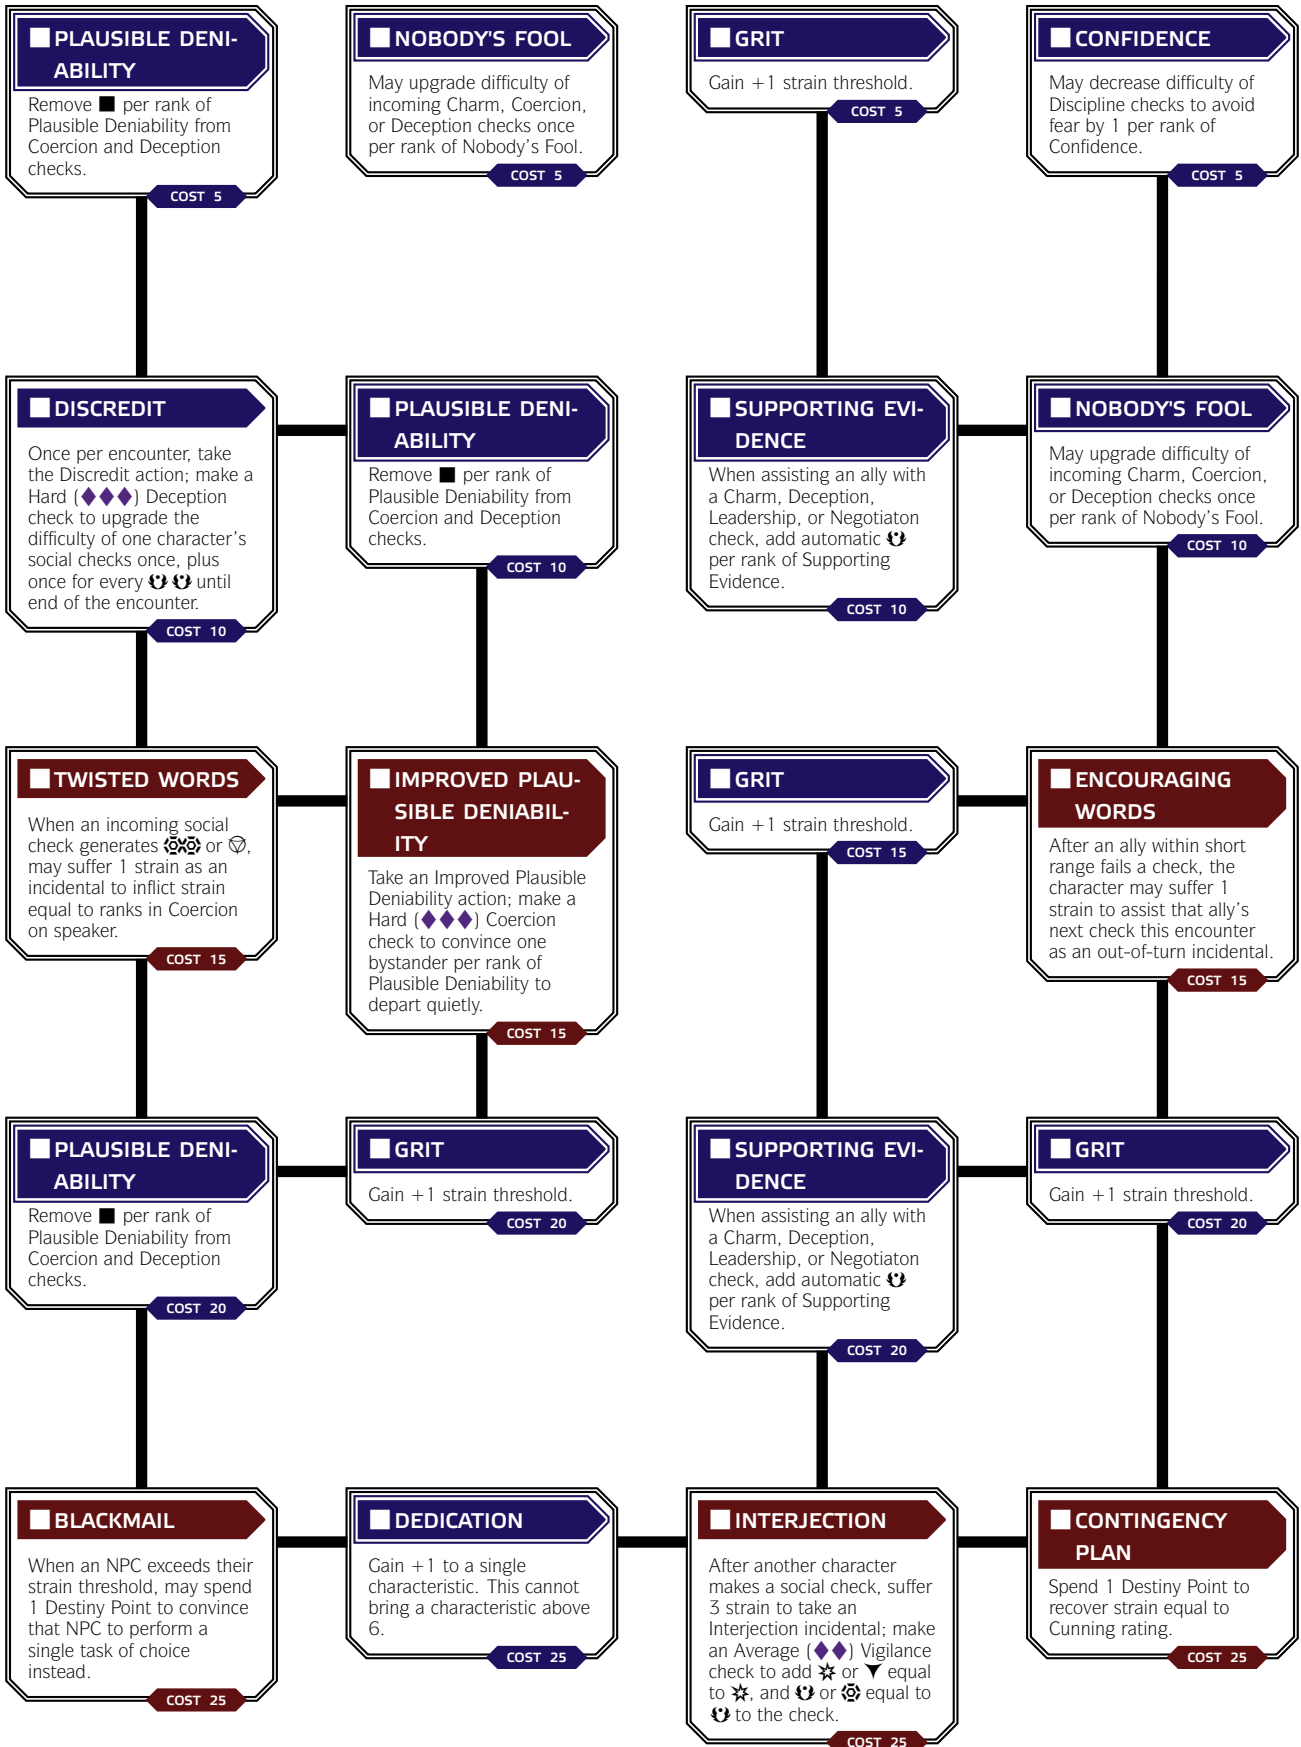 PLAUSIBLE DENI-
ABILITY
Remove ■ per rank of
Plausible Deniability from
Coercion and Deception
checks.
COST 5
NOBODY'S FOOL
May upgrade difficulty of
incoming Charm, Coercion,
or Deception checks once
per rank of Nobody's Fool.
COST 5
GRIT
Gain +1 strain threshold.
COST 5
CONFIDENCE
May decrease difficulty of
Discipline checks to avoid
fear by 1 per rank of
Confidence.
COST 5
DISCREDIT
Once per encounter, take
the Discredit action; make a
Hard (◆◆◆) Deception
check to upgrade the
difficulty of one character's
social checks once, plus
once for every until
end of the encounter.
COST 10
PLAUSIBLE DENI-
ABILITY
Remove ■ per rank of
Plausible Deniability from
Coercion and Deception
checks.
COST 10
SUPPORTING EVI-
DENCE
When assisting an ally with
a Charm, Deception,
Leadership, or Negotiaton
check, add automatic
per rank of Supporting
Evidence.
COST 10
NOBODY'S FOOL
May upgrade difficulty of
incoming Charm, Coercion,
or Deception checks once
per rank of Nobody's Fool.
COST 10
TWISTED WORDS
When an incoming social
check generates or ,
may suffer 1 strain as an
incidental to inflict strain
equal to ranks in Coercion
on speaker.
COST 15
IMPROVED PLAU-
SIBLE DENIABIL-
ITY
Take an Improved Plausible
Deniability action; make a
Hard (◆◆◆) Coercion
check to convince one
bystander per rank of
Plausible Deniability to
depart quietly.
COST 15
GRIT
Gain +1 strain threshold.
COST 15
ENCOURAGING
WORDS
After an ally within short
range fails a check, the
character may suffer 1
strain to assist that ally's
next check this encounter
as an out-of-turn incidental.
COST 15
PLAUSIBLE DENI-
ABILITY
Remove ■ per rank of
Plausible Deniability from
Coercion and Deception
checks.
COST 20
GRIT
Gain +1 strain threshold.
COST 20
SUPPORTING EVI-
DENCE
When assisting an ally with
a Charm, Deception,
Leadership, or Negotiaton
check, add automatic
per rank of Supporting
Evidence.
COST 20
GRIT
Gain +1 strain threshold.
COST 20
BLACKMAIL
When an NPC exceeds their
strain threshold, may spend
1 Destiny Point to convince
that NPC to perform a
single task of choice
instead.
COST 25
DEDICATION
Gain +1 to a single
characteristic. This cannot
bring a characteristic above
6.
COST 25
INTERJECTION
After another character
makes a social check, suffer
3 strain to take an
Interjection incidental; make
an Average (◆◆) Vigilance
check to add or equal
to , and or equal to
to the check.
COST 25
CONTINGENCY
PLAN
Spend 1 Destiny Point to
recover strain equal to
Cunning rating.
COST 25